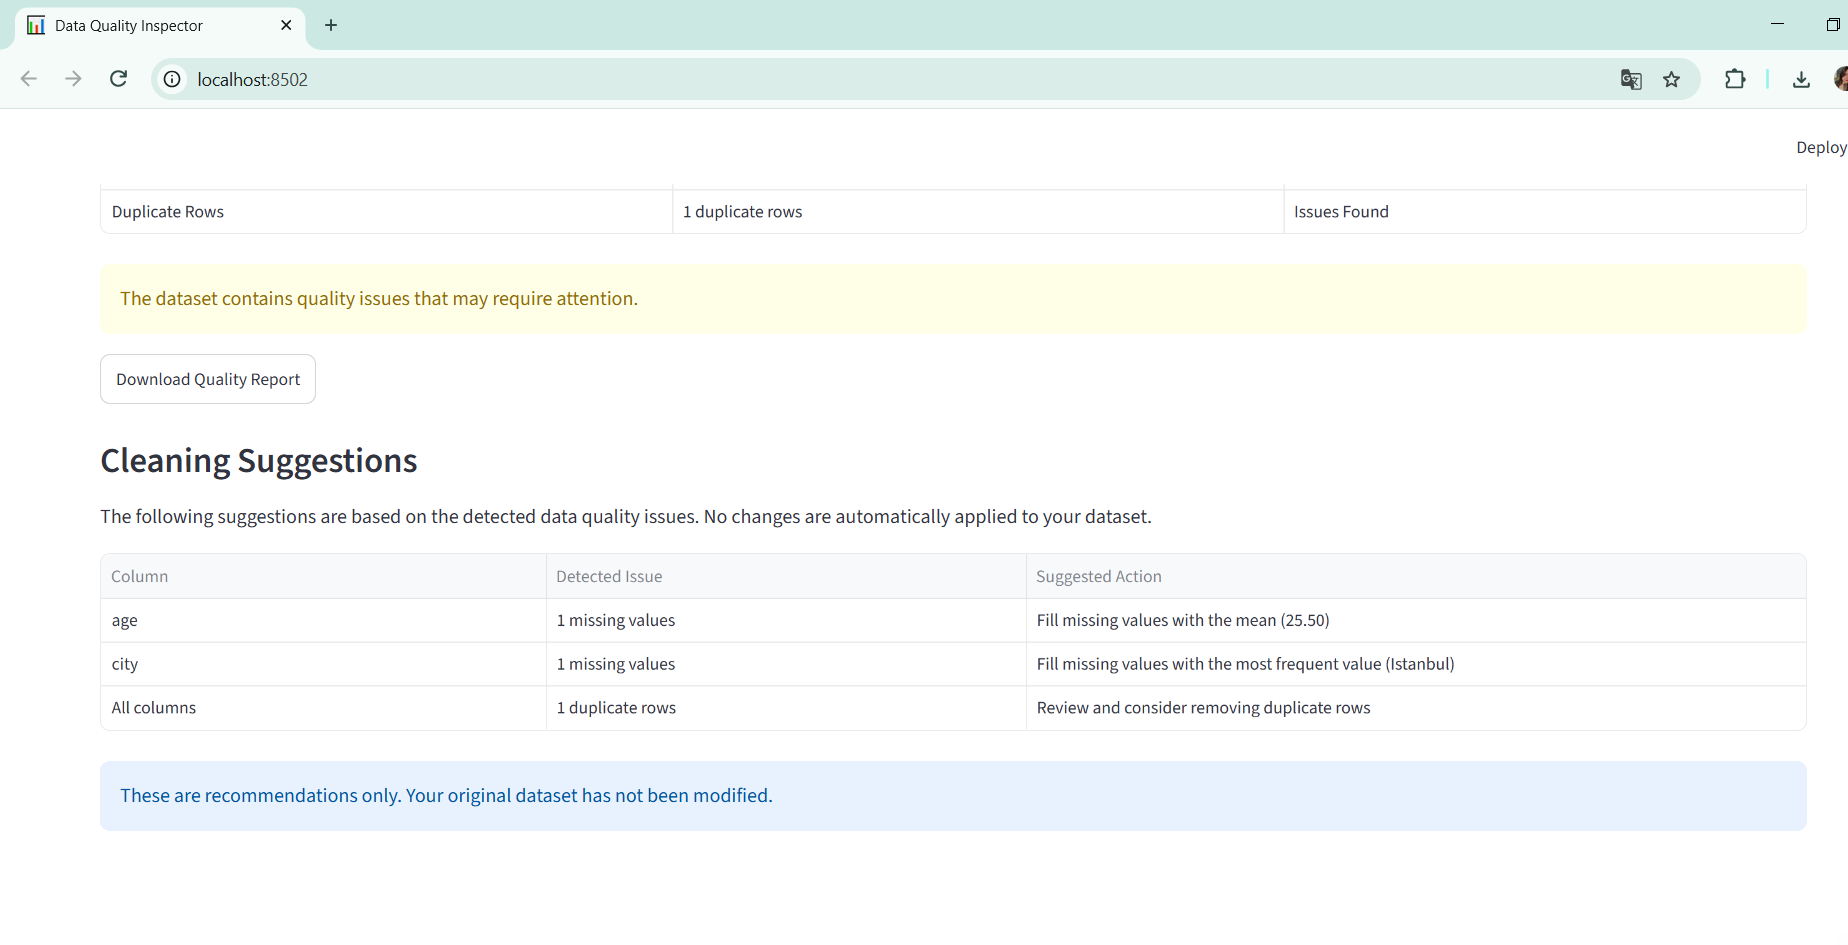 Data Quality Inspector
localhost:8502
Deploy
Duplicate Rows 1 duplicate rows Issues Found
The dataset contains quality issues that may require attention.
Download Quality Report
Cleaning Suggestions
The following suggestions are based on the detected data quality issues. No changes are automatically applied to your dataset.
Column Detected Issue Suggested Action
age 1 missing values Fill missing values with the mean (25.50)
city 1 missing values Fill missing values with the most frequent value (Istanbul)
All columns 1 duplicate rows Review and consider removing duplicate rows
These are recommendations only. Your original dataset has not been modified.